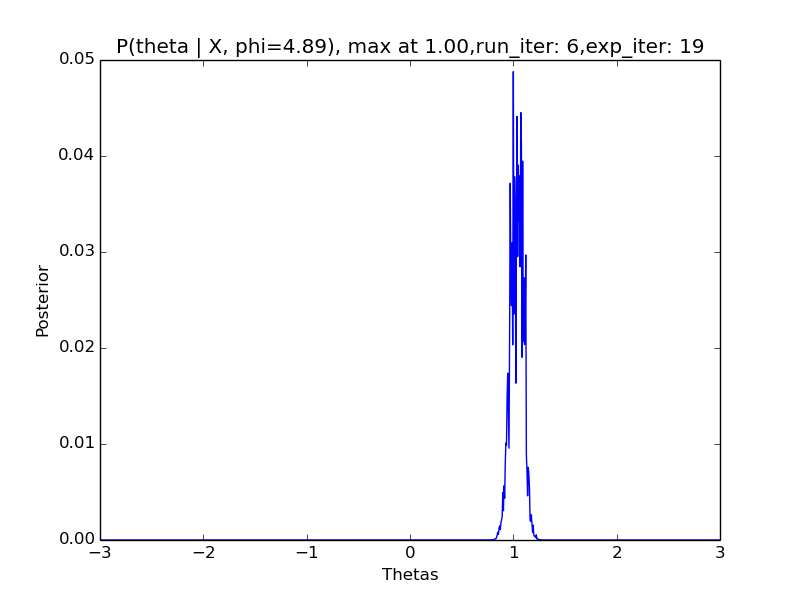 P(theta | X, phi=4.89), max at 1.00,run_iter: 6,exp_iter: 19
0.05
0.04
0.03
0.02
0.01
0.00
Posterior
−3 −2 −1 0 1 2 3
Thetas